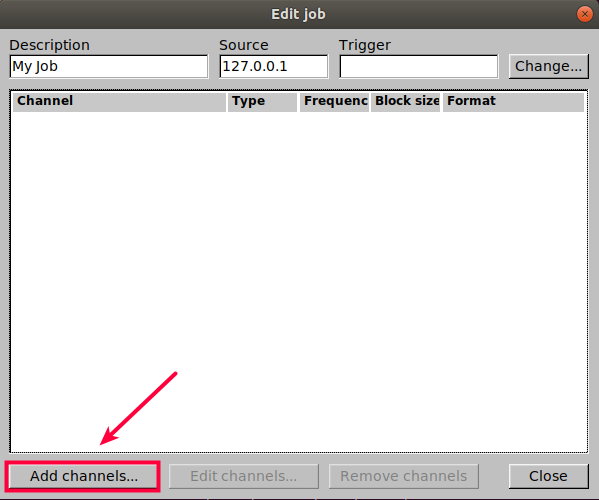 Edit job
Description Source Trigger
My Job 127.0.0.1 Change...
Channel Type Frequenc Block size Format
Add channels... Edit channels... Remove channels Close